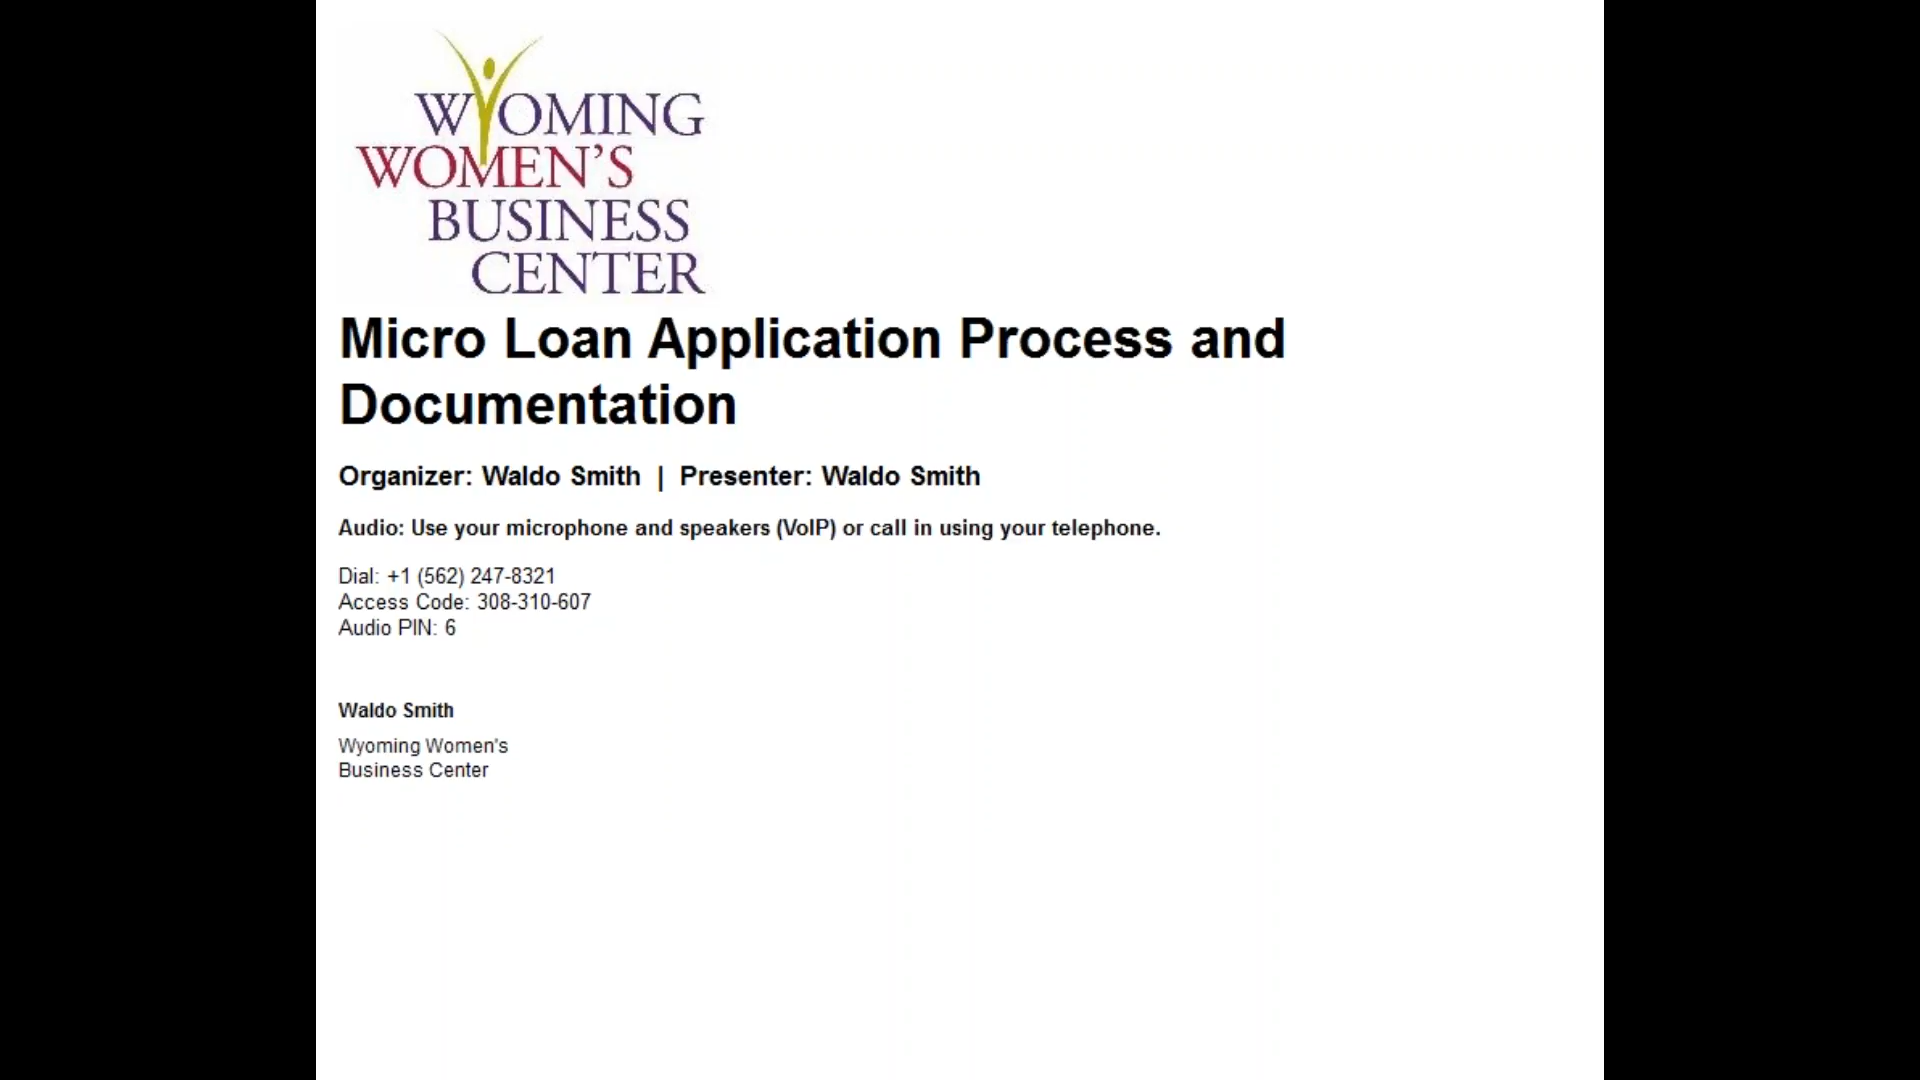 WYOMING
WOMEN'S
BUSINESS
CENTER
Micro Loan Application Process and
Documentation
Organizer: Waldo Smith | Presenter: Waldo Smith
Audio: Use your microphone and speakers (VoIP) or call in using your telephone.
Dial: +1 (562) 247-8321
Access Code: 308-310-607
Audio PIN: 6
Waldo Smith
Wyoming Women's
Business Center